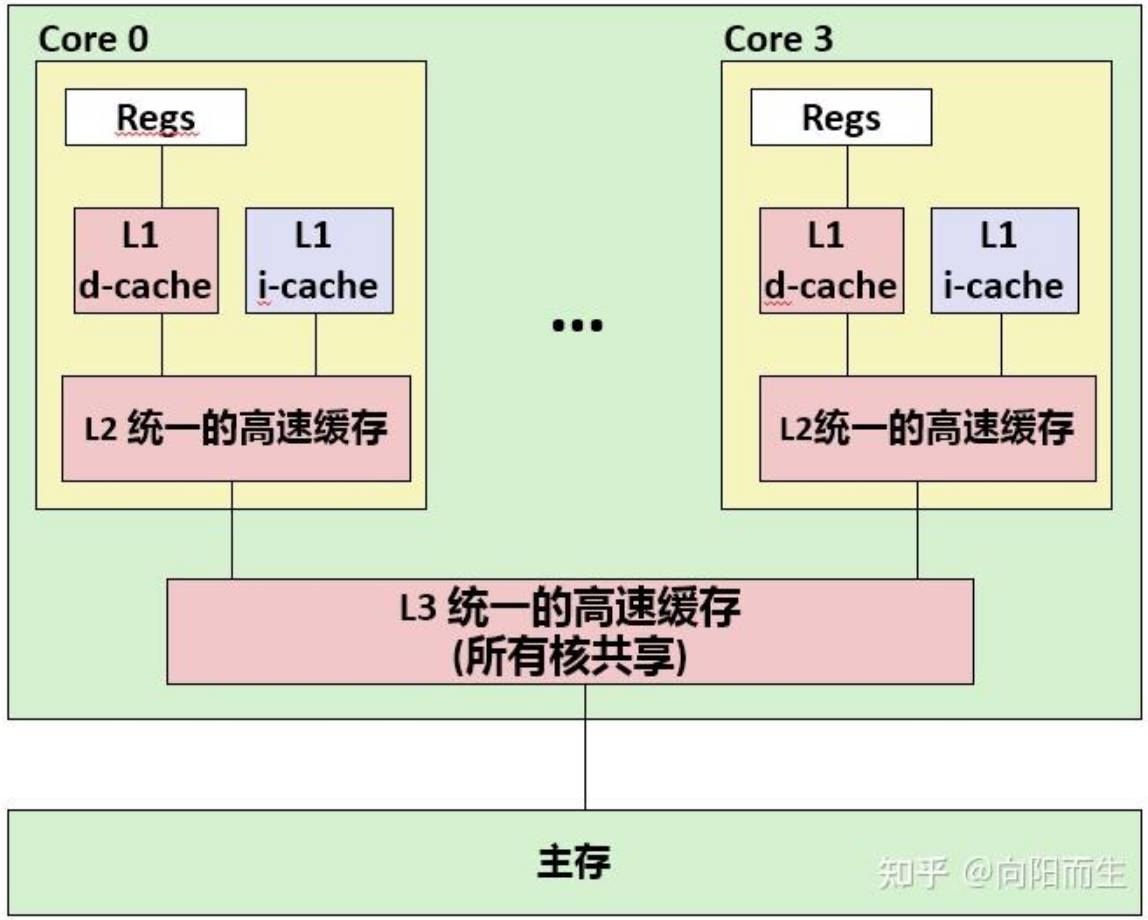 Core 0
Regs
L1
d-cache
L1
i-cache
L2 统一的高速缓存
...
Core 3
Regs
L1
d-cache
L1
i-cache
L2统一的高速缓存
L3 统一的高速缓存
(所有核共享)
主存
知乎 @向阳而生